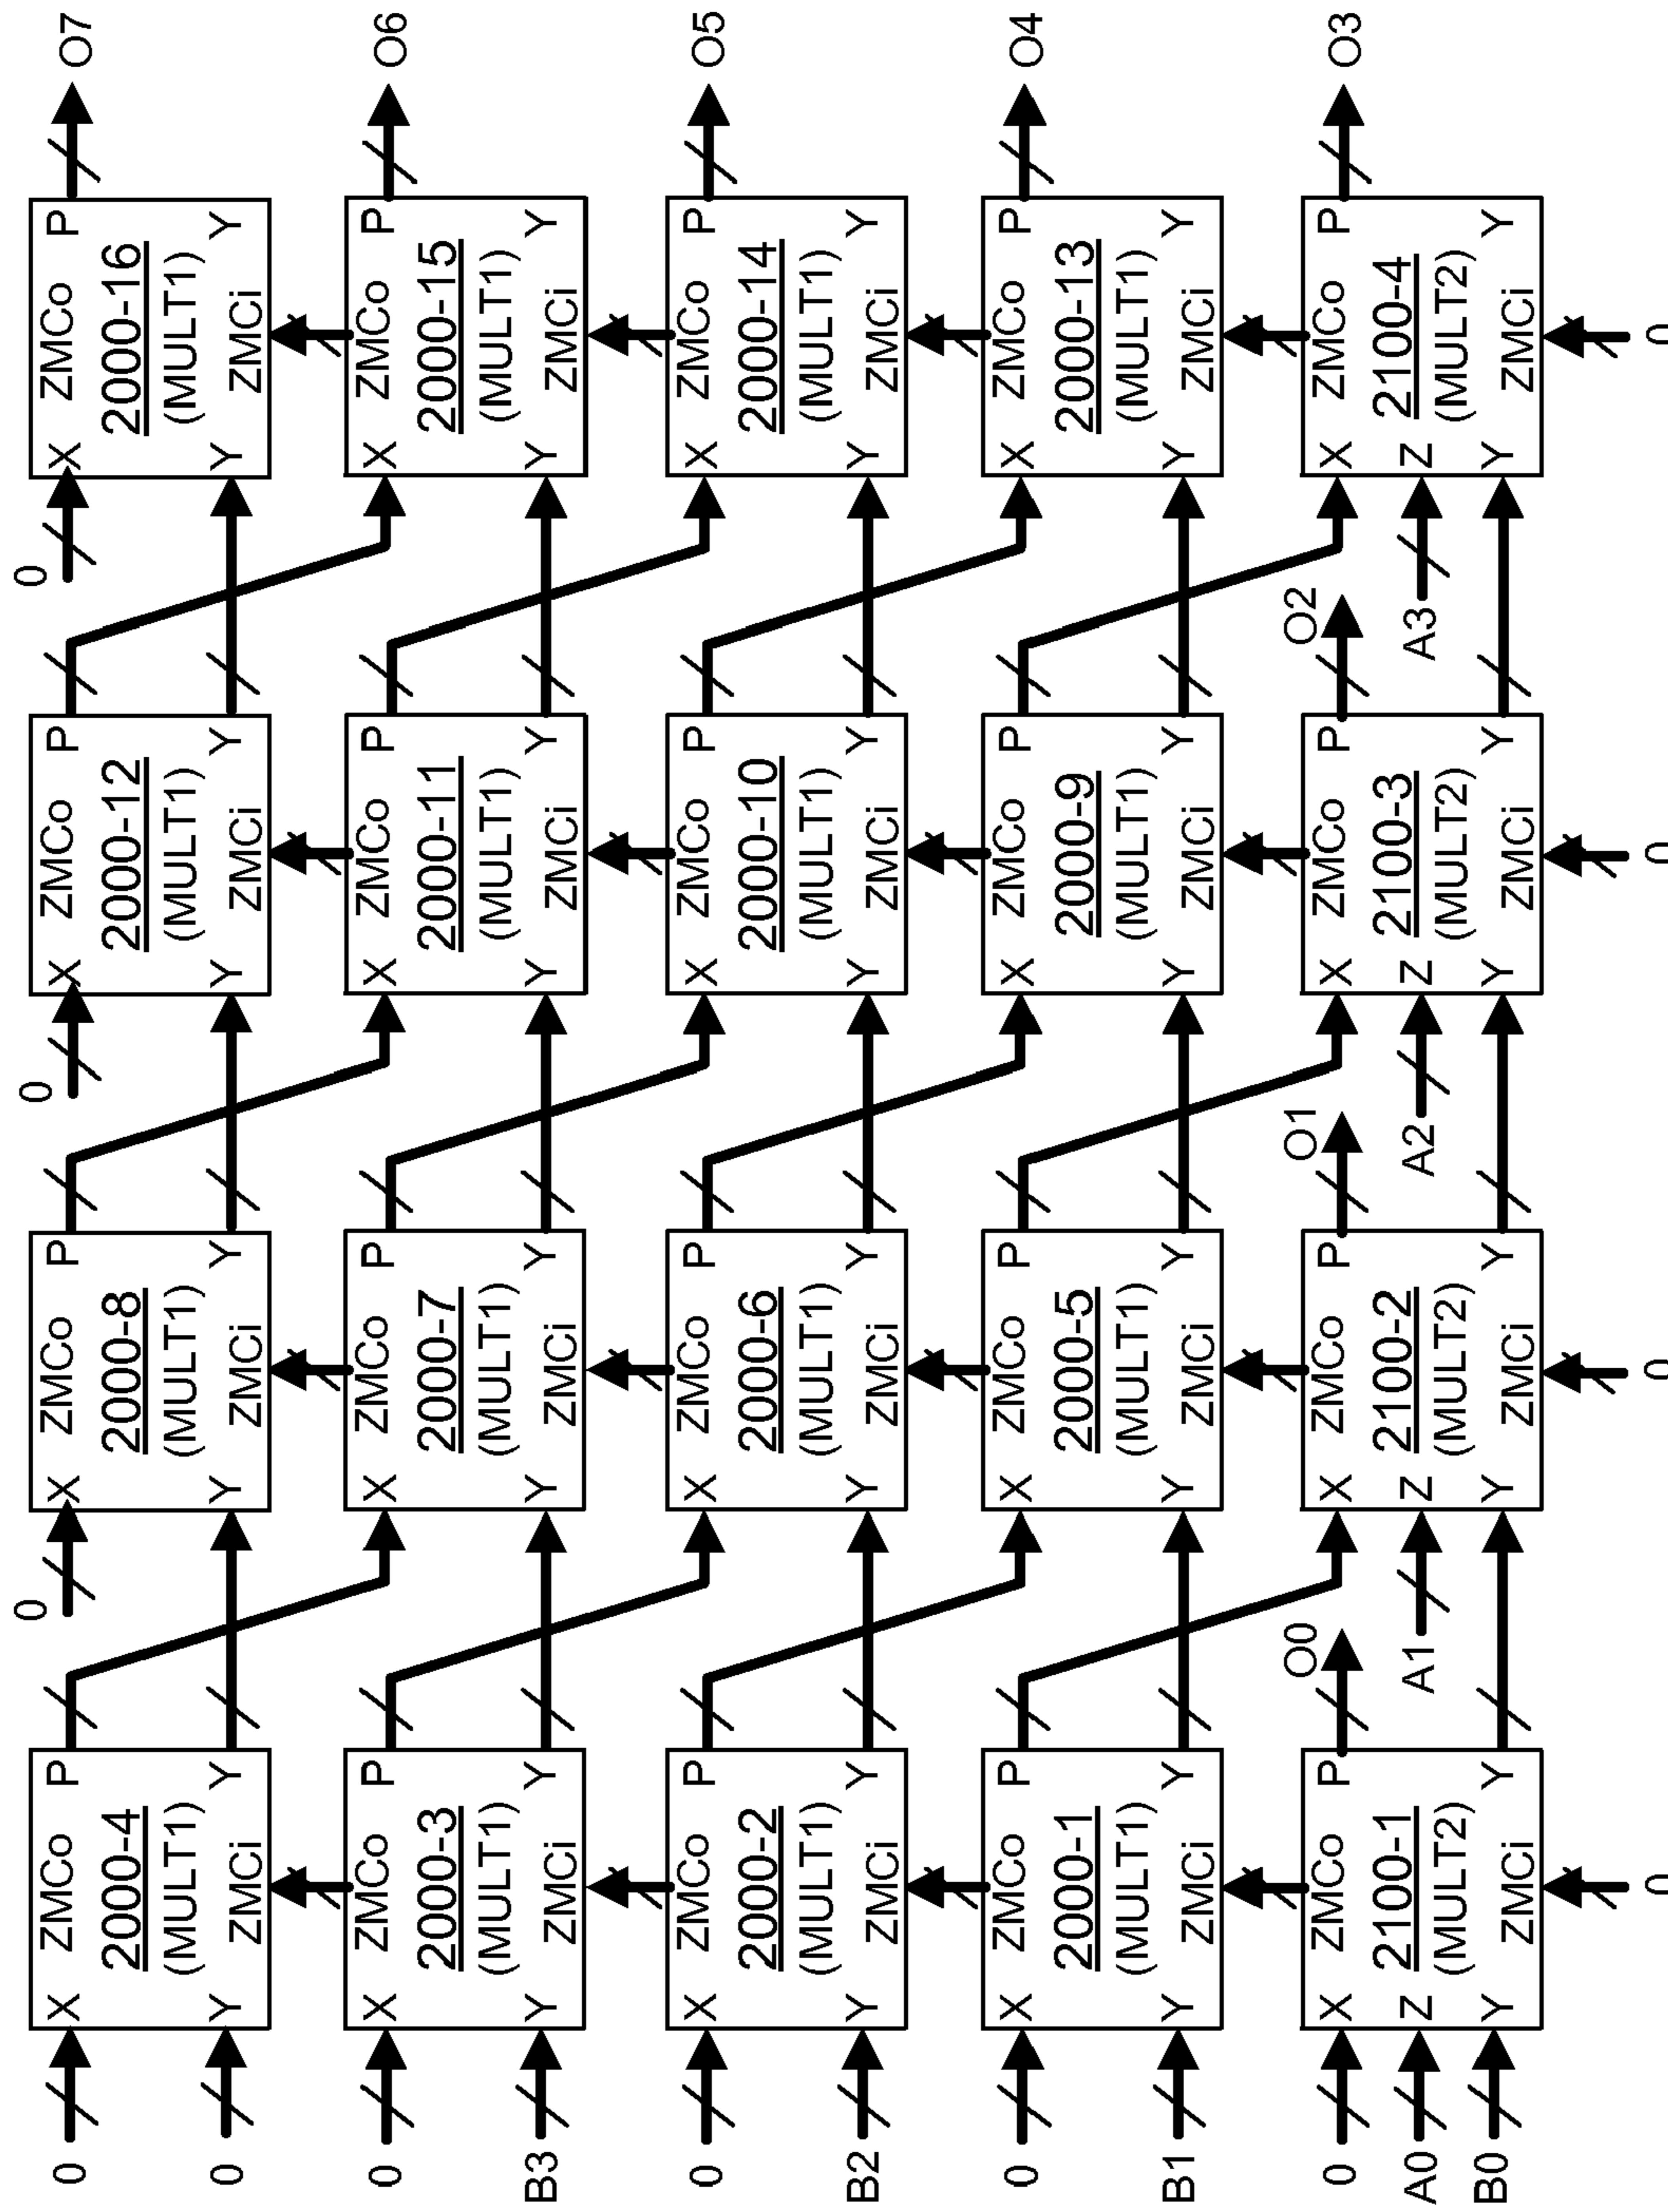 O7
O6
O5
O4
O3
0
X ZMCo P
2000-16
(MULT1)
Y ZMCi Y
X ZMCo P
2000-15
(MULT1)
Y ZMCi Y
X ZMCo P
2000-14
(MULT1)
Y ZMCi Y
X ZMCo P
2000-13
(MULT1)
Y ZMCi Y
X ZMCo P
Z 2100-4
(MULT2)
Y ZMCi Y
0
O2
A3
0
X ZMCo P
2000-12
(MULT1)
Y ZMCi Y
X ZMCo P
2000-11
(MULT1)
Y ZMCi Y
X ZMCo P
2000-10
(MULT1)
Y ZMCi Y
X ZMCo P
2000-9
(MULT1)
Y ZMCi Y
X ZMCo P
Z 2100-3
(MULT2)
Y ZMCi Y
0
O1
A2
0
X ZMCo P
2000-8
(MULT1)
Y ZMCi Y
X ZMCo P
2000-7
(MULT1)
Y ZMCi Y
X ZMCo P
2000-6
(MULT1)
Y ZMCi Y
X ZMCo P
2000-5
(MULT1)
Y ZMCi Y
X ZMCo P
Z 2100-2
(MULT2)
Y ZMCi Y
0
O0
A1
X ZMCo P
2000-4
(MULT1)
Y ZMCi Y
X ZMCo P
2000-3
(MULT1)
Y ZMCi Y
X ZMCo P
2000-2
(MULT1)
Y ZMCi Y
X ZMCo P
2000-1
(MULT1)
Y ZMCi Y
X ZMCo P
Z 2100-1
(MULT2)
Y ZMCi Y
0
0
0
0
B3
0
B2
0
B1
0
A0
B0